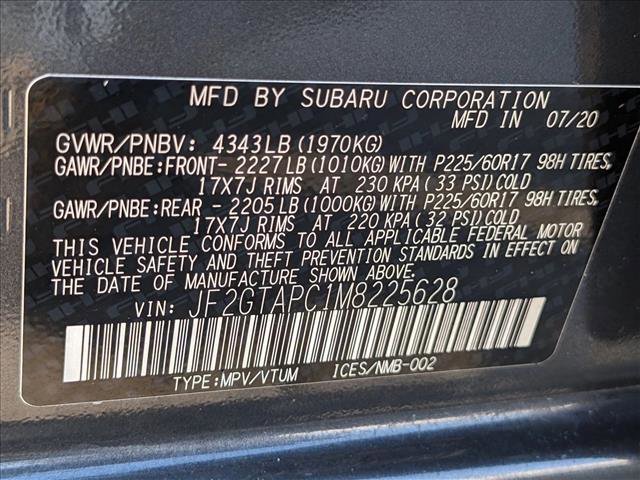 MFD BY SUBARU CORPORATION
MFD IN 07/20
GVWR/PNBV: 4343LB (1970KG)
GAWR/PNBE:FRONT- 2227LB(1010KG)WITH P225/60R17 98H TIRES,
17X7J RIMS AT 230 KPA( 33 PSI)COLD
GAWR/PNBE:REAR - 2205LB(1000KG)WITH P225/60R17 98H TIRES,
17X7J RIMS AT 220 KPA( 32 PSI)COLD
THIS VEHICLE CONFORMS TO ALL APPLICABLE FEDERAL MOTOR
VEHICLE SAFETY AND THEFT PREVENTION STANDARDS IN EFFECT ON
THE DATE OF MANUFACTURE SHOWN ABOVE.
VIN: JF2GTAPC1M8225628
TYPE:MPV/VTUM ICES/NMB-002